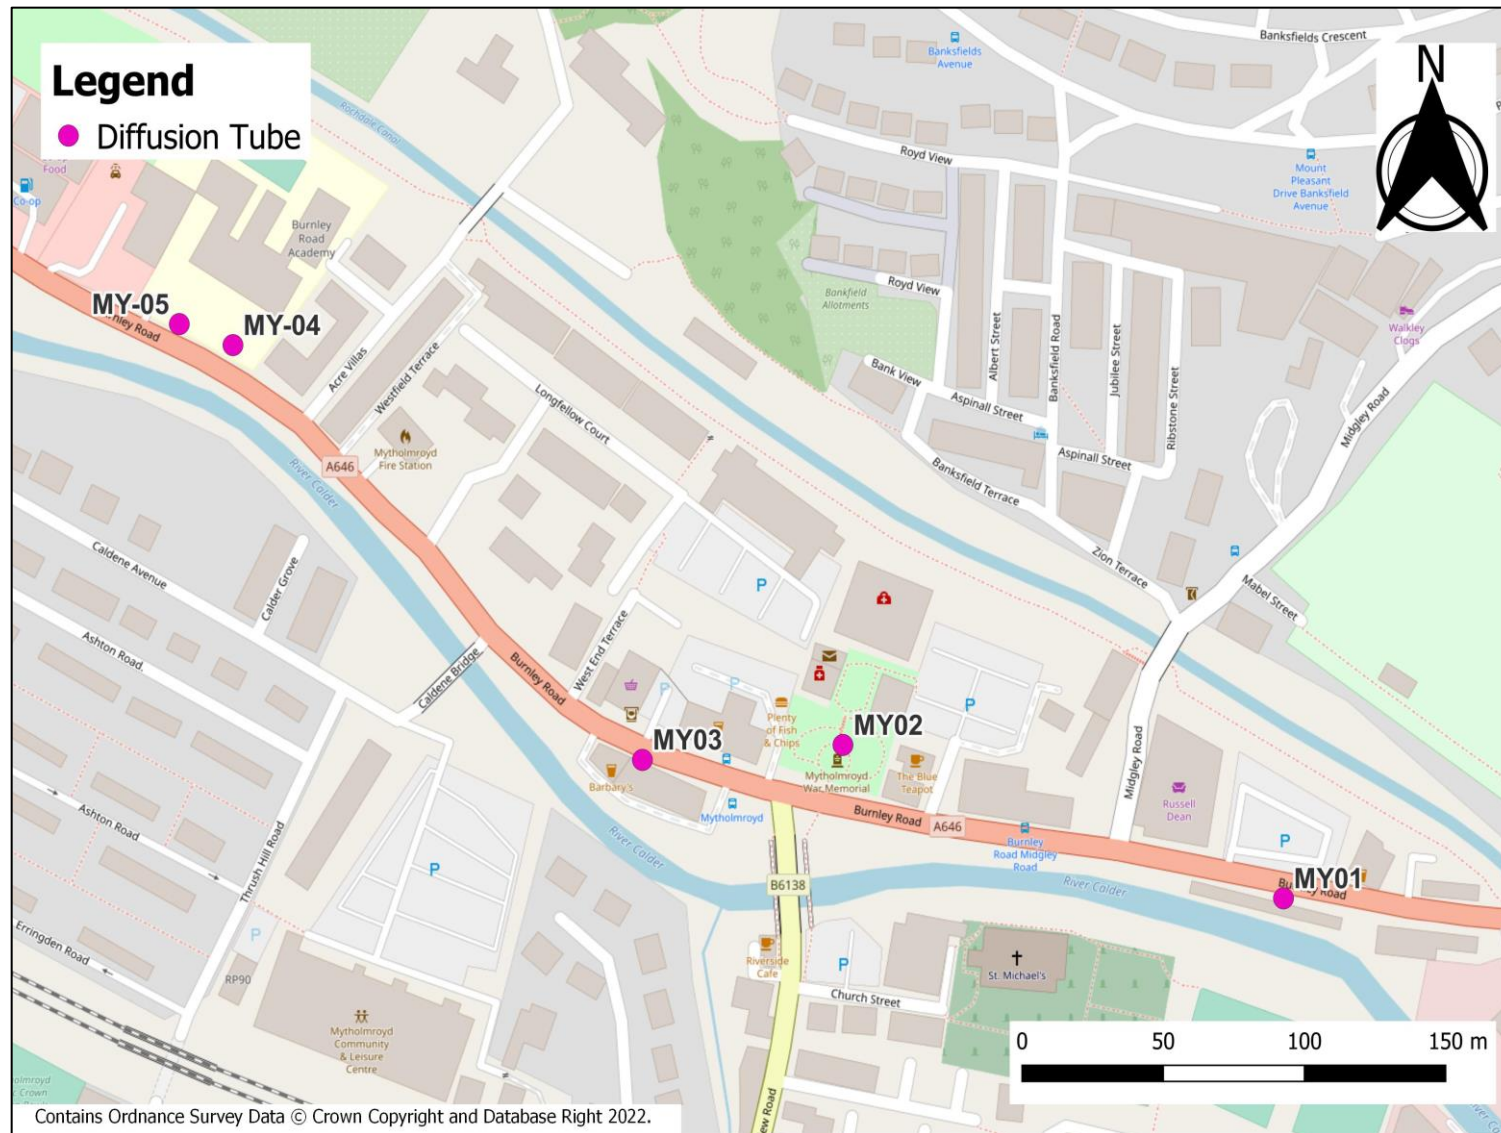 Legend
Diffusion Tube
N
Banksfields Crescent
Banksfields
Avenue
Rochdale Canal
Food
Co-op
Burnley
Road
Academy
Royd View
Mount
Pleasant
Drive Banksfield
Avenue
Royd View
Bankfield
Allotments
Walkley
Clogs
MY-05
MY-04
Burnley Road
Acre Villas
Westfield Terrace
Longfellow Court
Albert Street
Banksfield Road
Jubilee Street
Ribstone Street
Midgley Road
Bank View
Aspinall Street
Aspinall Street
Banksfield Terrace
Mytholmroyd
Fire Station
A646
River Calder
Zion Terrace
Mabel Street
Caldene Avenue
Calder Grove
Ashton Road
P
West End Terrace
Caldene Bridge
Burnley Road
P
P
P
Plenty
of Fish
& Chips
MY03
MY02
Barbary's
Mytholmroyd
War Memorial
The Blue
Teapot
Midgley Road
Russell
Dean
Mytholmroyd
Burnley Road
A646
Burnley
Road Midgley
Road
P
Ashton Road
Thrush Hill Road
P
River Calder
B6138
River Calder
MY01
Burnley Road
Erringden Road
P
RP90
Riverside
Cafe
P
St. Michael's
Church Street
Mytholmroyd
Community
& Leisure
Centre
0 50 100 150 m
Contains Ordnance Survey Data © Crown Copyright and Database Right 2022.